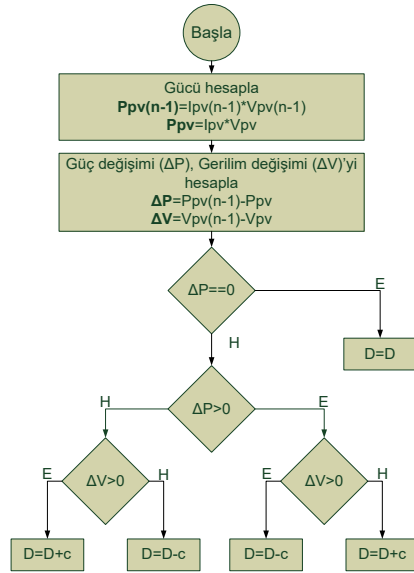 Başla
Gücü hesapla
Ppv(n-1)=Ipv(n-1)*Vpv(n-1)
Ppv=Ipv*Vpv
Güç değişimi (ΔP), Gerilim değişimi (ΔV)’yi
hesapla
ΔP=Ppv(n-1)-Ppv
ΔV=Vpv(n-1)-Vpv
ΔP==0
E
H
D=D
ΔP>0
H
E
ΔV>0
E
H
ΔV>0
E
H
D=D+c
D=D-c
D=D-c
D=D+c